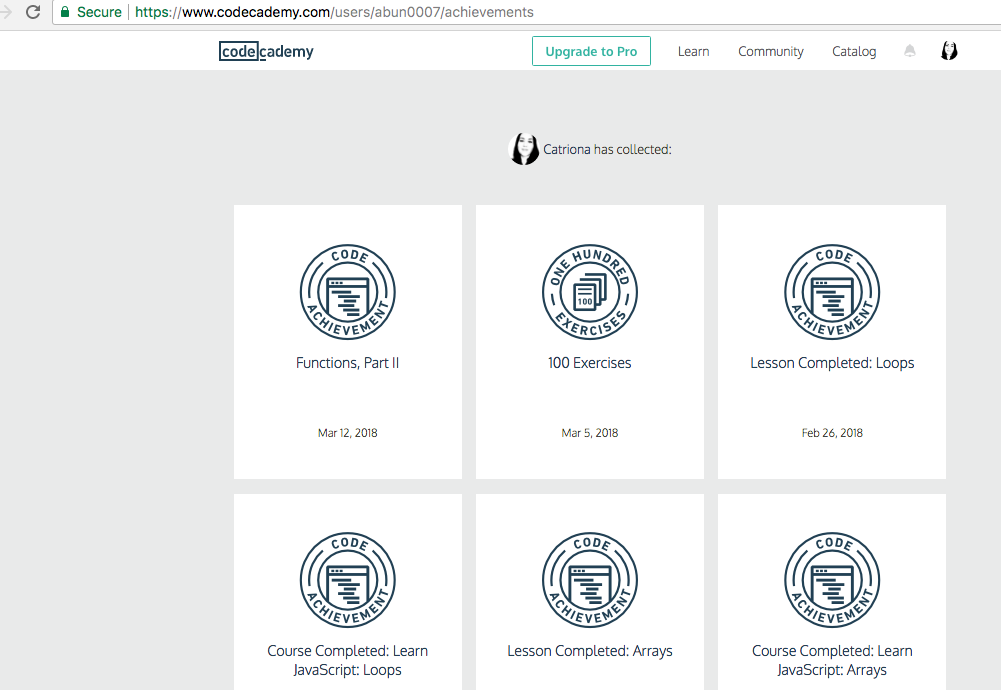 Secure https://www.codecademy.com/users/abun0007/achievements
codecademy
Upgrade to Pro Learn Community Catalog
Catriona has collected:
CODE ACHIEVEMENT
Functions, Part II
Mar 12, 2018
ONE HUNDRED EXERCISES
100
100 Exercises
Mar 5, 2018
CODE ACHIEVEMENT
Lesson Completed: Loops
Feb 26, 2018
CODE ACHIEVEMENT
Course Completed: Learn
JavaScript: Loops
CODE ACHIEVEMENT
Lesson Completed: Arrays
CODE ACHIEVEMENT
Course Completed: Learn
JavaScript: Arrays